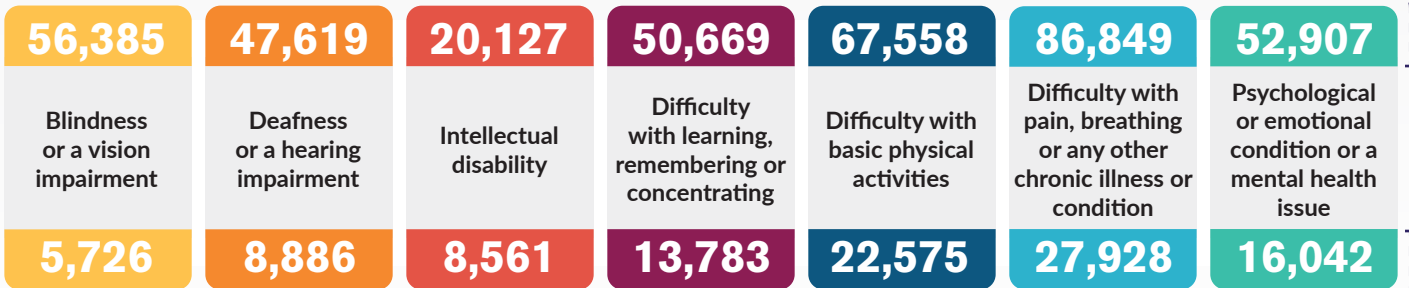 56,385
Blindness
or a vision
impairment
5,726
47,619
Deafness
or a hearing
impairment
8,886
20,127
Intellectual
disability
8,561
50,669
Difficulty
with learning,
remembering or
concentrating
13,783
67,558
Difficulty with
basic physical
activities
22,575
86,849
Difficulty with
pain, breathing
or any other
chronic illness or
condition
27,928
52,907
Psychological
or emotional
condition or a
mental health
issue
16,042